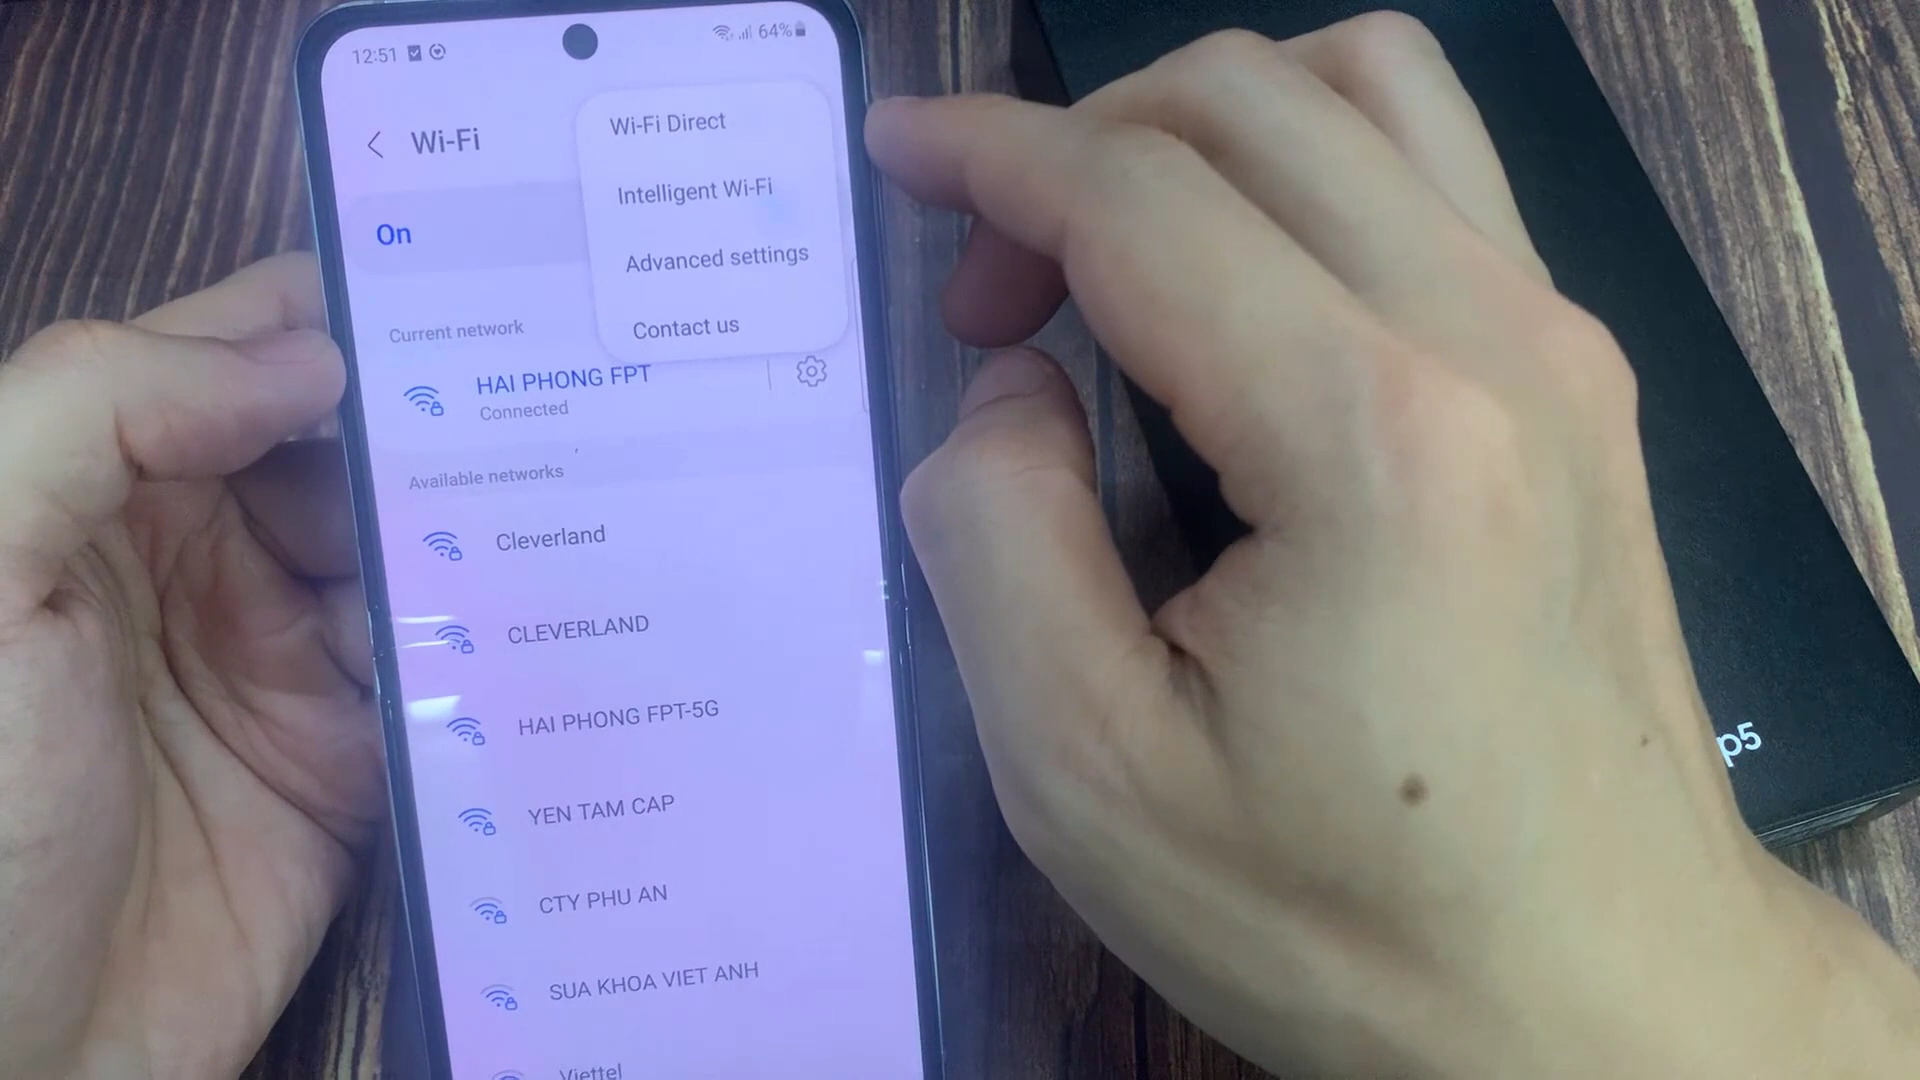 12:51
64%
Wi-Fi
Wi-Fi Direct
Intelligent Wi-Fi
On
Advanced settings
Contact us
Current network
HAI PHONG FPT
Connected
Available networks
Cleverland
CLEVERLAND
HAI PHONG FPT-5G
YEN TAM CAP
CTY PHU AN
SUA KHOA VIET ANH
Viettel
p5